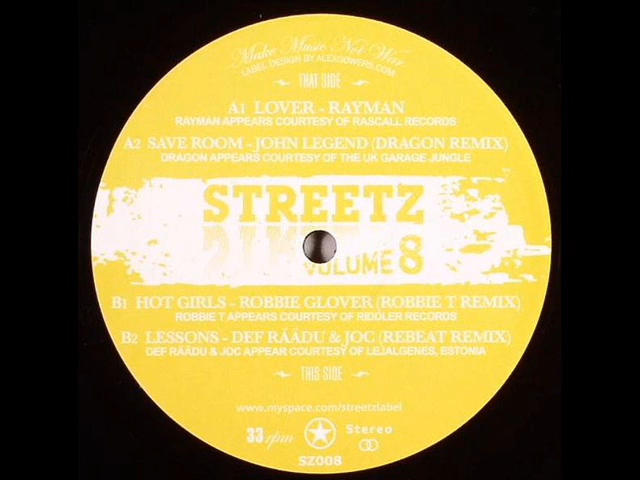 Make Music Not War
LABEL DESIGN BY ALEXGOWERS.COM
THAT SIDE
A1 LOVER - RAYMAN
RAYMAN APPEARS COURTESY OF RASCALL RECORDS
A2 SAVE ROOM - JOHN LEGEND (DRAGON REMIX)
DRAGON APPEARS COURTESY OF THE UK GARAGE JUNGLE
STREETZ
VOLUME 8
B1 HOT GIRLS - ROBBIE GLOVER (ROBBIE T REMIX)
ROBBIE T APPEARS COURTESY OF RIDDLER RECORDS
B2 LESSONS - DEF RÄÄDU & JOC (REBEAT REMIX)
DEF RÄÄDU & JOC APPEAR COURTESY OF LEJALGENES, ESTONIA
THIS SIDE
www.myspace.com/streetzlabel
33 rpm Stereo
SZ008